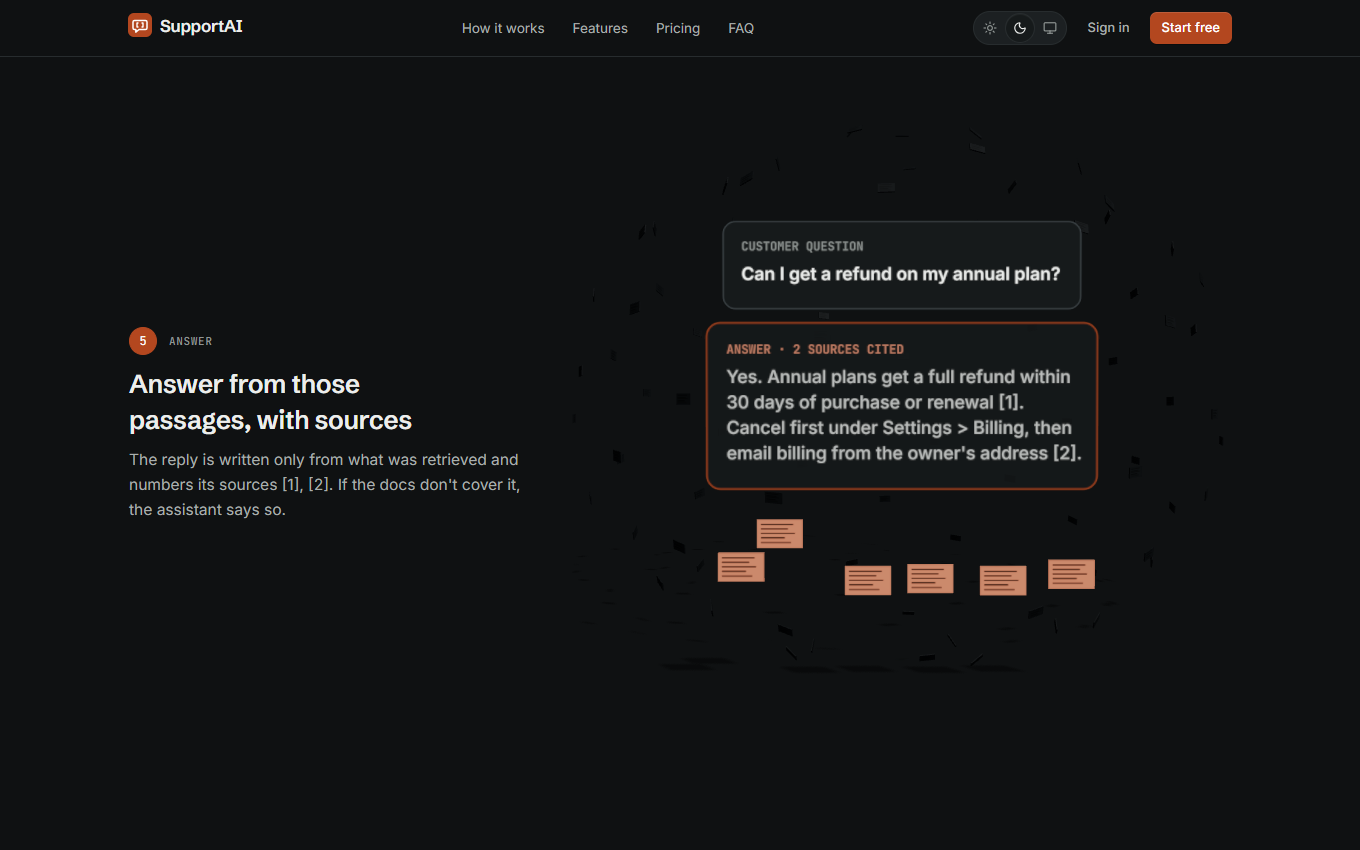 SupportAI
How it works
Features
Pricing
FAQ
Sign in
Start free
5
ANSWER
Answer from those
passages, with sources
The reply is written only from what was retrieved and
numbers its sources [1], [2]. If the docs don't cover it,
the assistant says so.
CUSTOMER QUESTION
Can I get a refund on my annual plan?
ANSWER · 2 SOURCES CITED
Yes. Annual plans get a full refund within
30 days of purchase or renewal [1].
Cancel first under Settings > Billing, then
email billing from the owner's address [2].